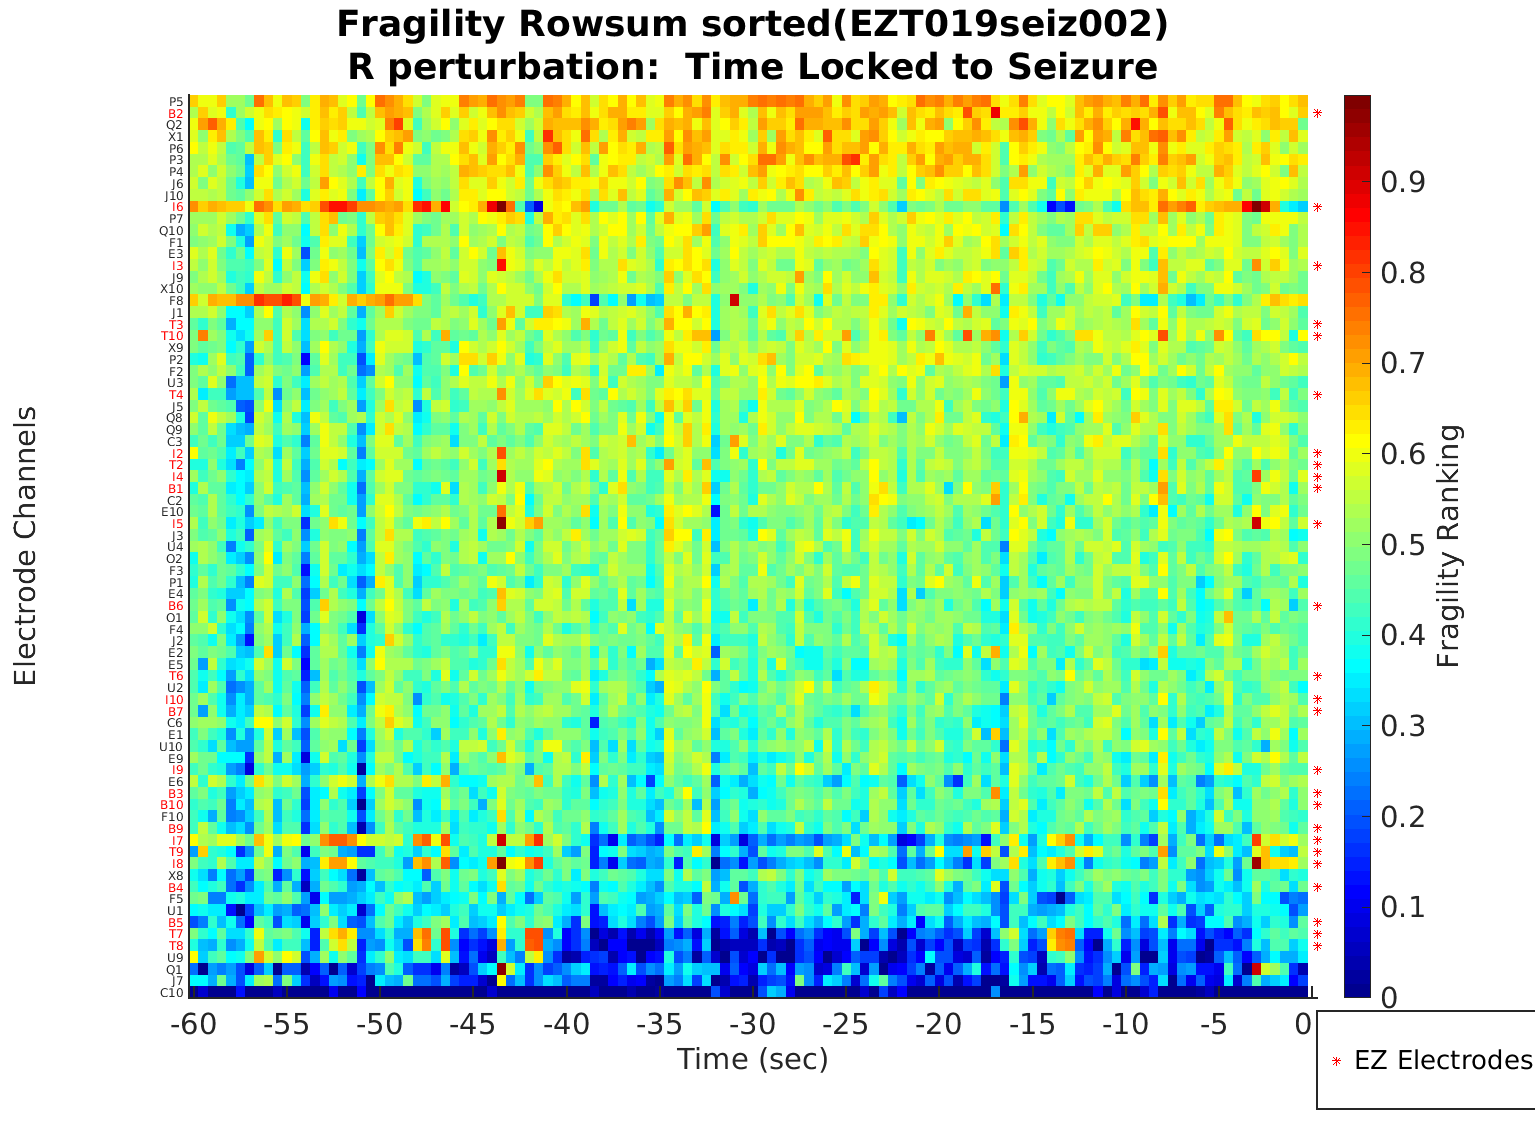 Fragility Rowsum sorted(EZT019seiz002)
R perturbation:  Time Locked to Seizure
Electrode Channels
P5
B2
Q2
X1
P6
P3
P4
J6
J10
I6
P7
Q10
F1
E3
I3
J9
X10
F8
J1
T3
T10
X9
P2
F2
U3
T4
J5
Q8
Q9
C3
I2
T2
I4
B1
C2
E10
I5
J3
U4
O2
F3
P1
E4
B6
O1
F4
J2
E2
E5
T6
U2
I10
B7
C6
E1
U10
E9
I9
E6
B3
B10
F10
B9
I7
T9
I8
X8
B4
F5
U1
B5
T7
T8
U9
Q1
J7
C10
-60 -55 -50 -45 -40 -35 -30 -25 -20 -15 -10 -5 0
Time (sec)
0.9
0.8
0.7
0.6
0.5
0.4
0.3
0.2
0.1
0
Fragility Ranking
EZ Electrodes